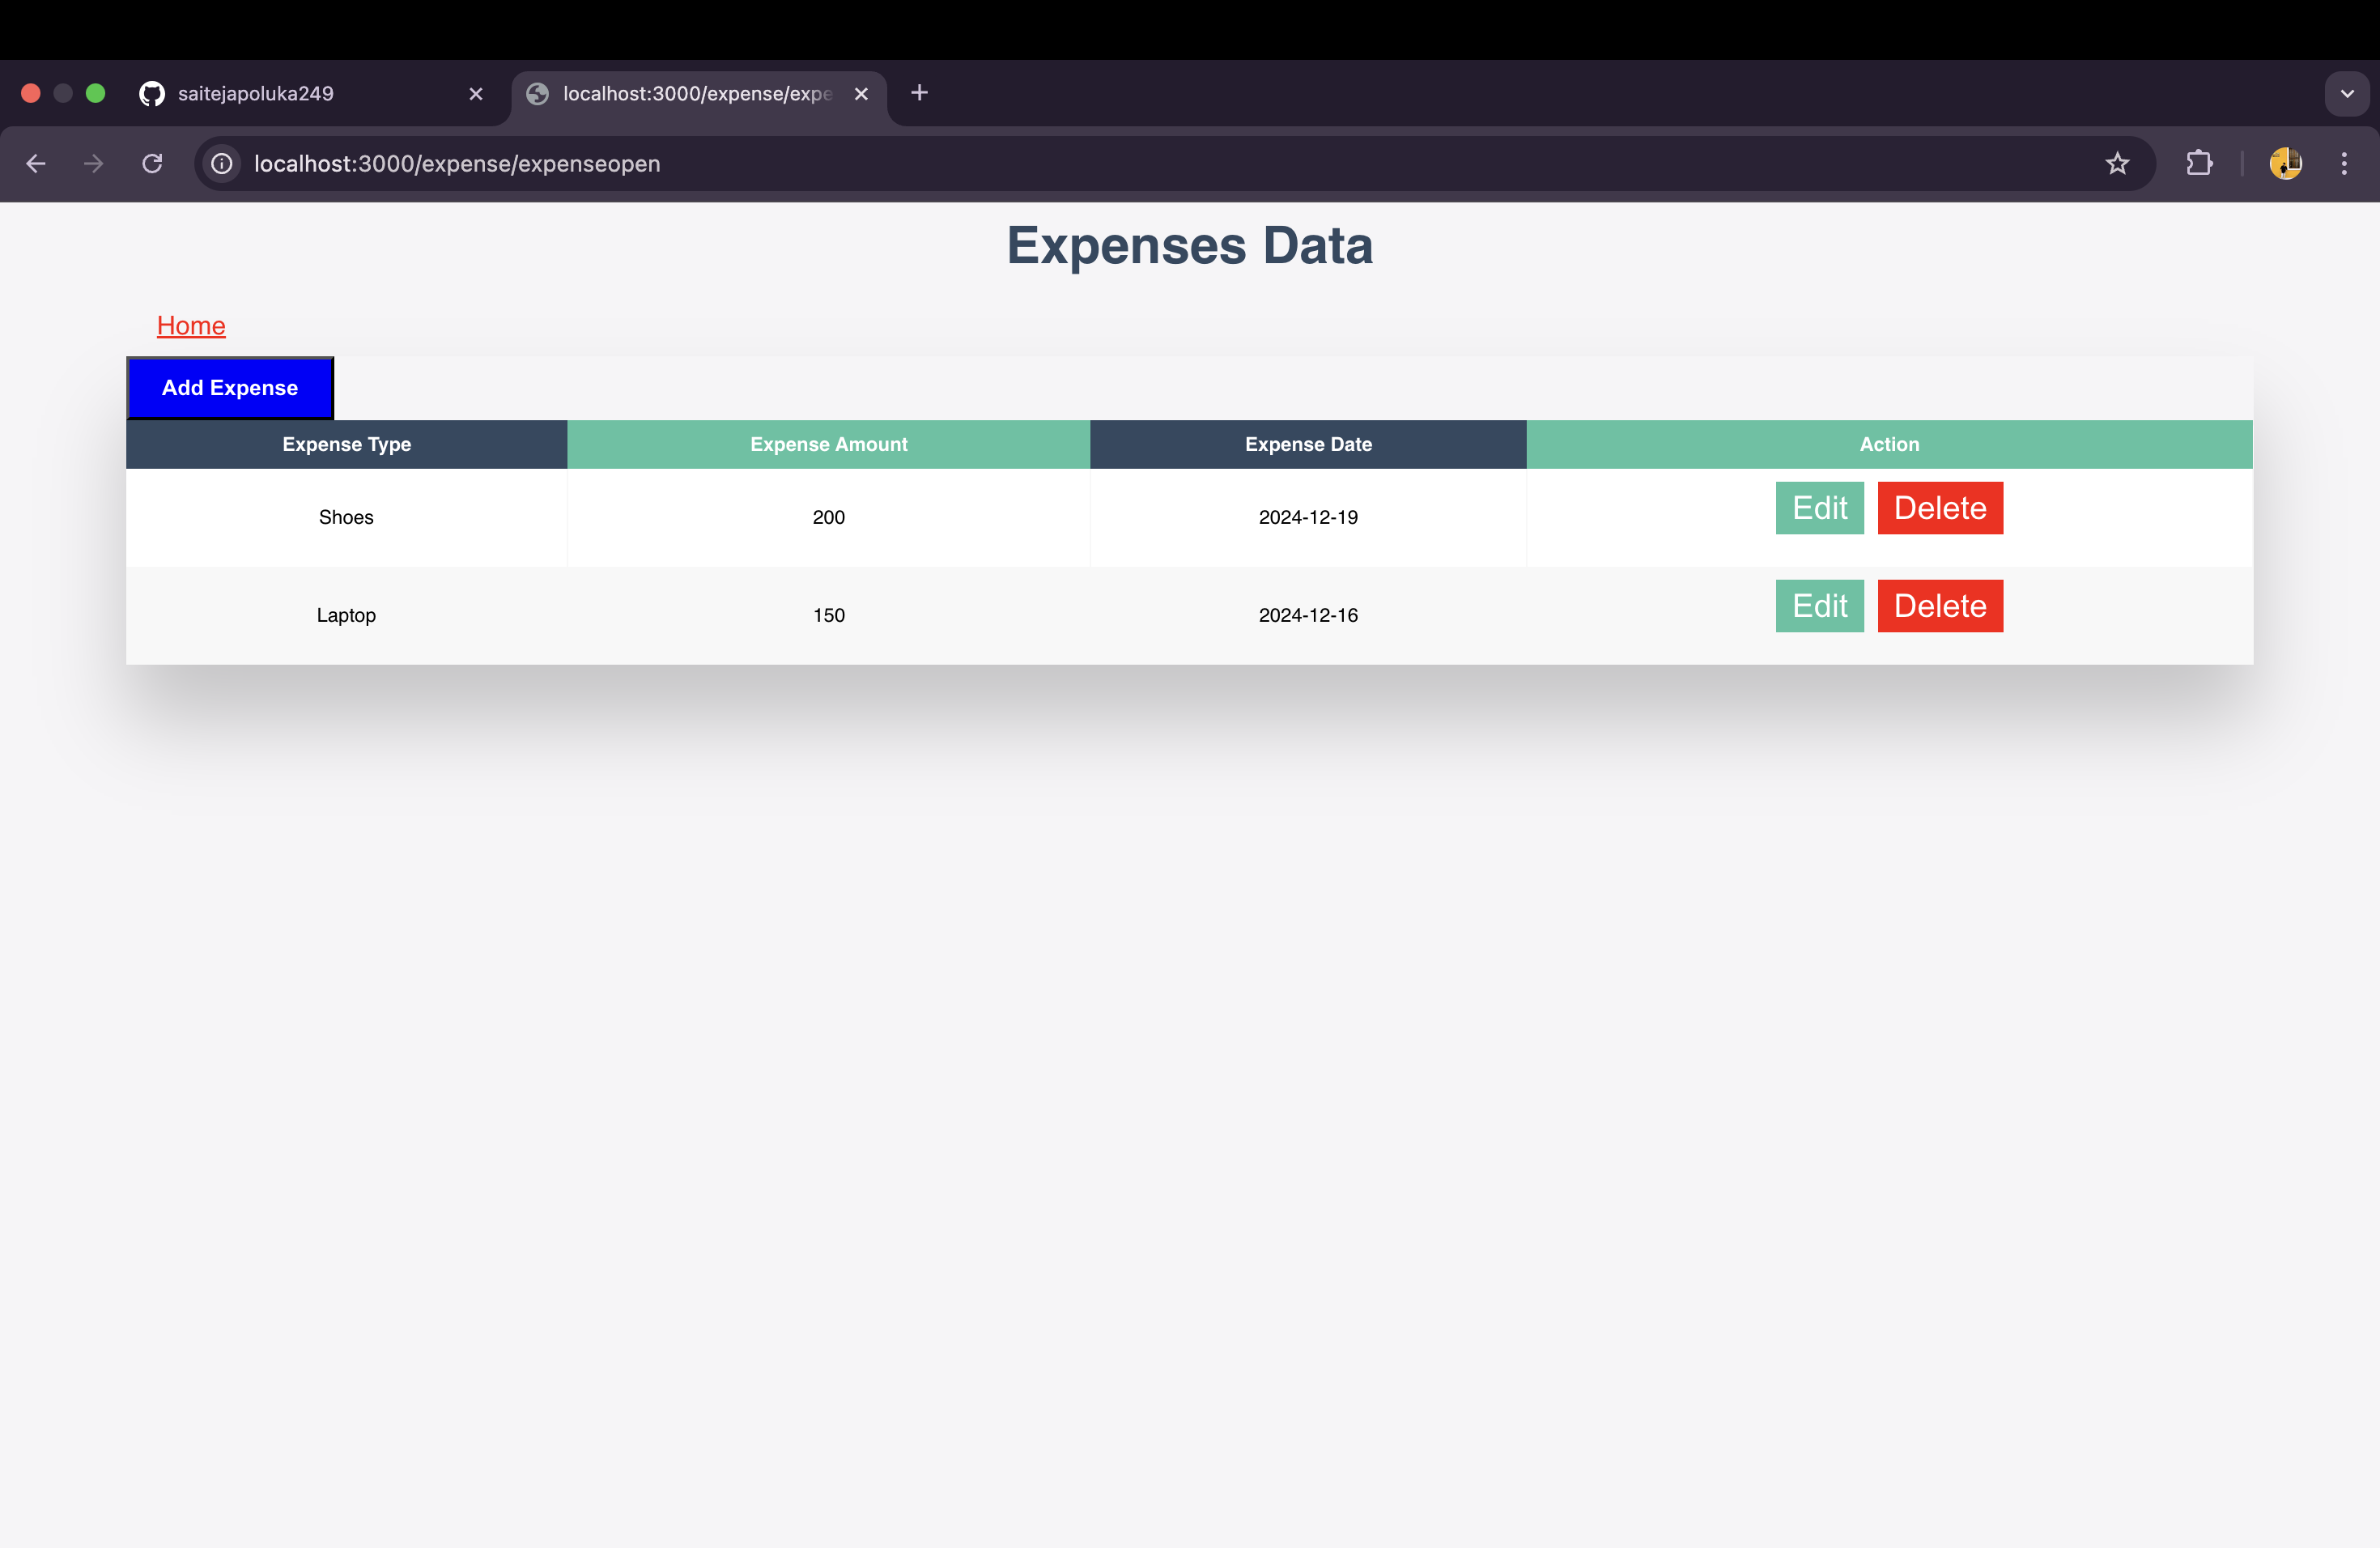 saitejapoluka249
localhost:3000/expense/expe
localhost:3000/expense/expenseopen
Expenses Data
Home
Add Expense
Expense Type Expense Amount Expense Date Action
Shoes 200 2024-12-19 Edit Delete
Laptop 150 2024-12-16 Edit Delete